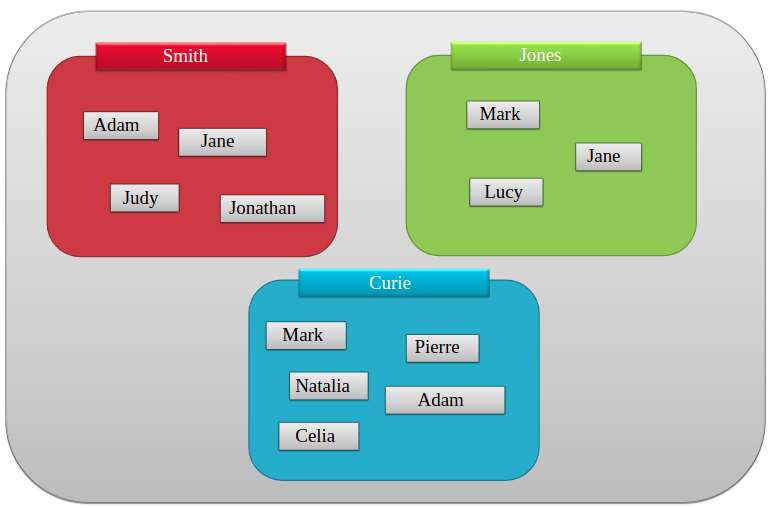 Smith
Adam
Jane
Judy
Jonathan
Jones
Mark
Jane
Lucy
Curie
Mark
Pierre
Natalia
Adam
Celia